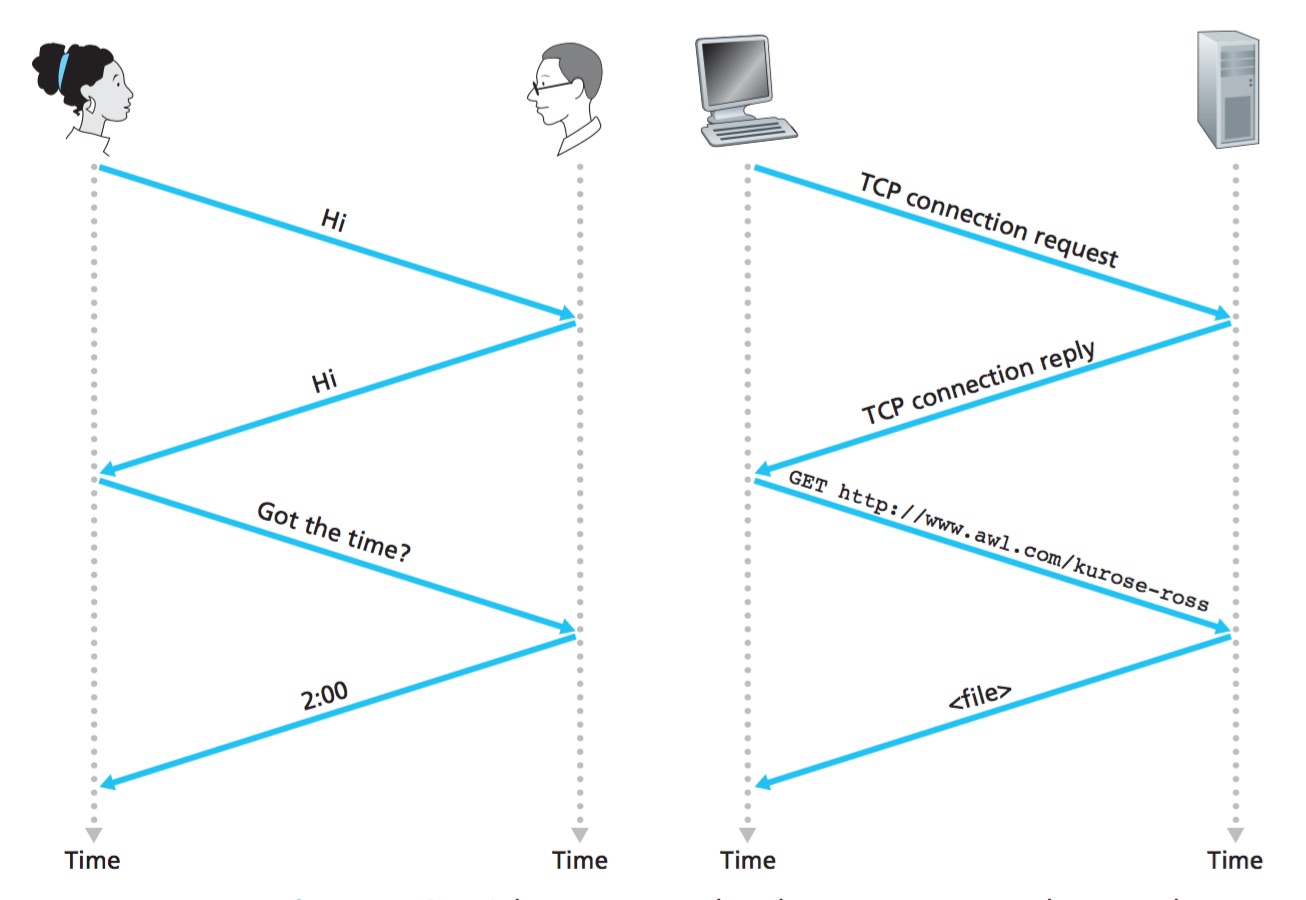 Hi
TCP connection request
Hi
TCP connection reply
Got the time?
GET http://www.awl.com/kurose-ross
2:00
<file>
Time
Time
Time
Time